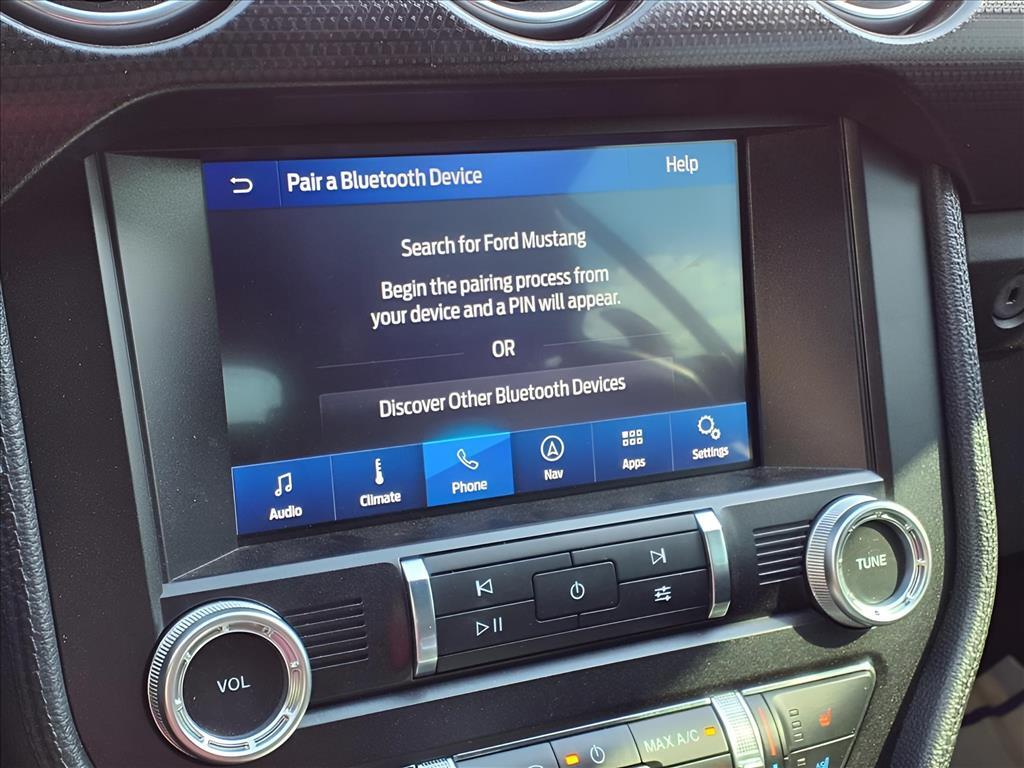 Pair a Bluetooth Device
Help
Search for Ford Mustang
Begin the pairing process from
your device and a PIN will appear.
OR
Discover Other Bluetooth Devices
Audio
Climate
Phone
Nav
Apps
Settings
VOL
TUNE
MAX A/C